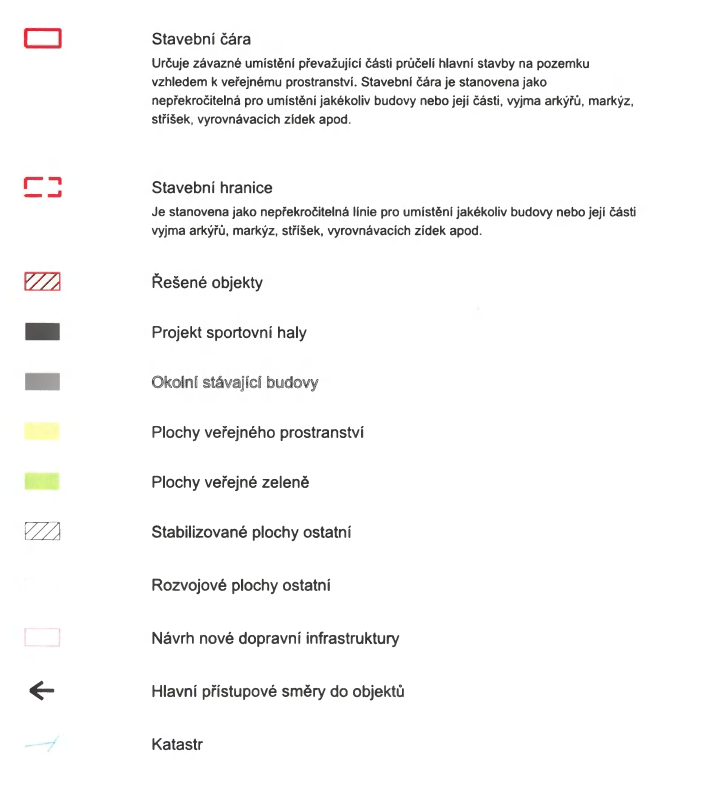 Stavební čára
Určuje závazné umístění převažující části průčelí hlavní stavby na pozemku
vzhledem k veřejnému prostranství. Stavební čára je stanovena jako
nepřekročitelná pro umístění jakékoliv budovy nebo její části, vyjma arkýřů, markýz,
stříšek, vyrovnávacích zídek apod.
Stavební hranice
Je stanovena jako nepřekročitelná línie pro umístění jakékoliv budovy nebo její části
vyjma arkýřů, markýz, stříšek, vyrovnávacích zídek apod.
Řešené objekty
Projekt sportovní haly
Okolní stávající budovy
Plochy veřejného prostranství
Plochy veřejné zeleně
Stabilizované plochy ostatní
Rozvojové plochy ostatní
Návrh nové dopravní infrastruktury
Hlavní přístupové směry do objektů
Katastr